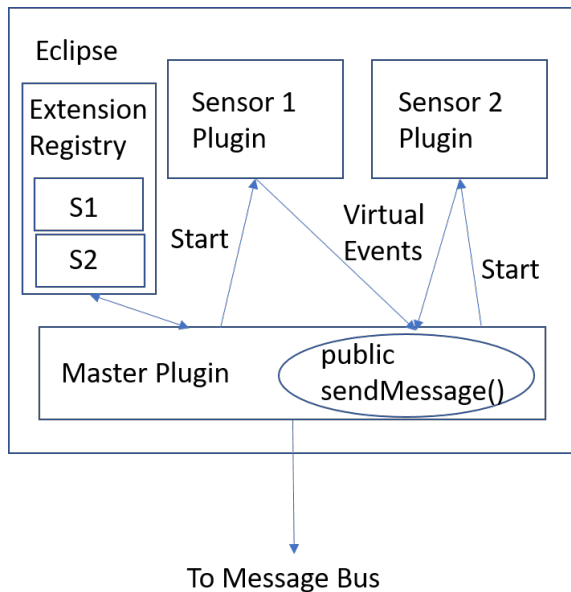 Eclipse
Extension
Registry
S1
S2
Sensor 1
Plugin
Sensor 2
Plugin
Start
Virtual
Events
Start
Master Plugin
public
sendMessage()
To Message Bus